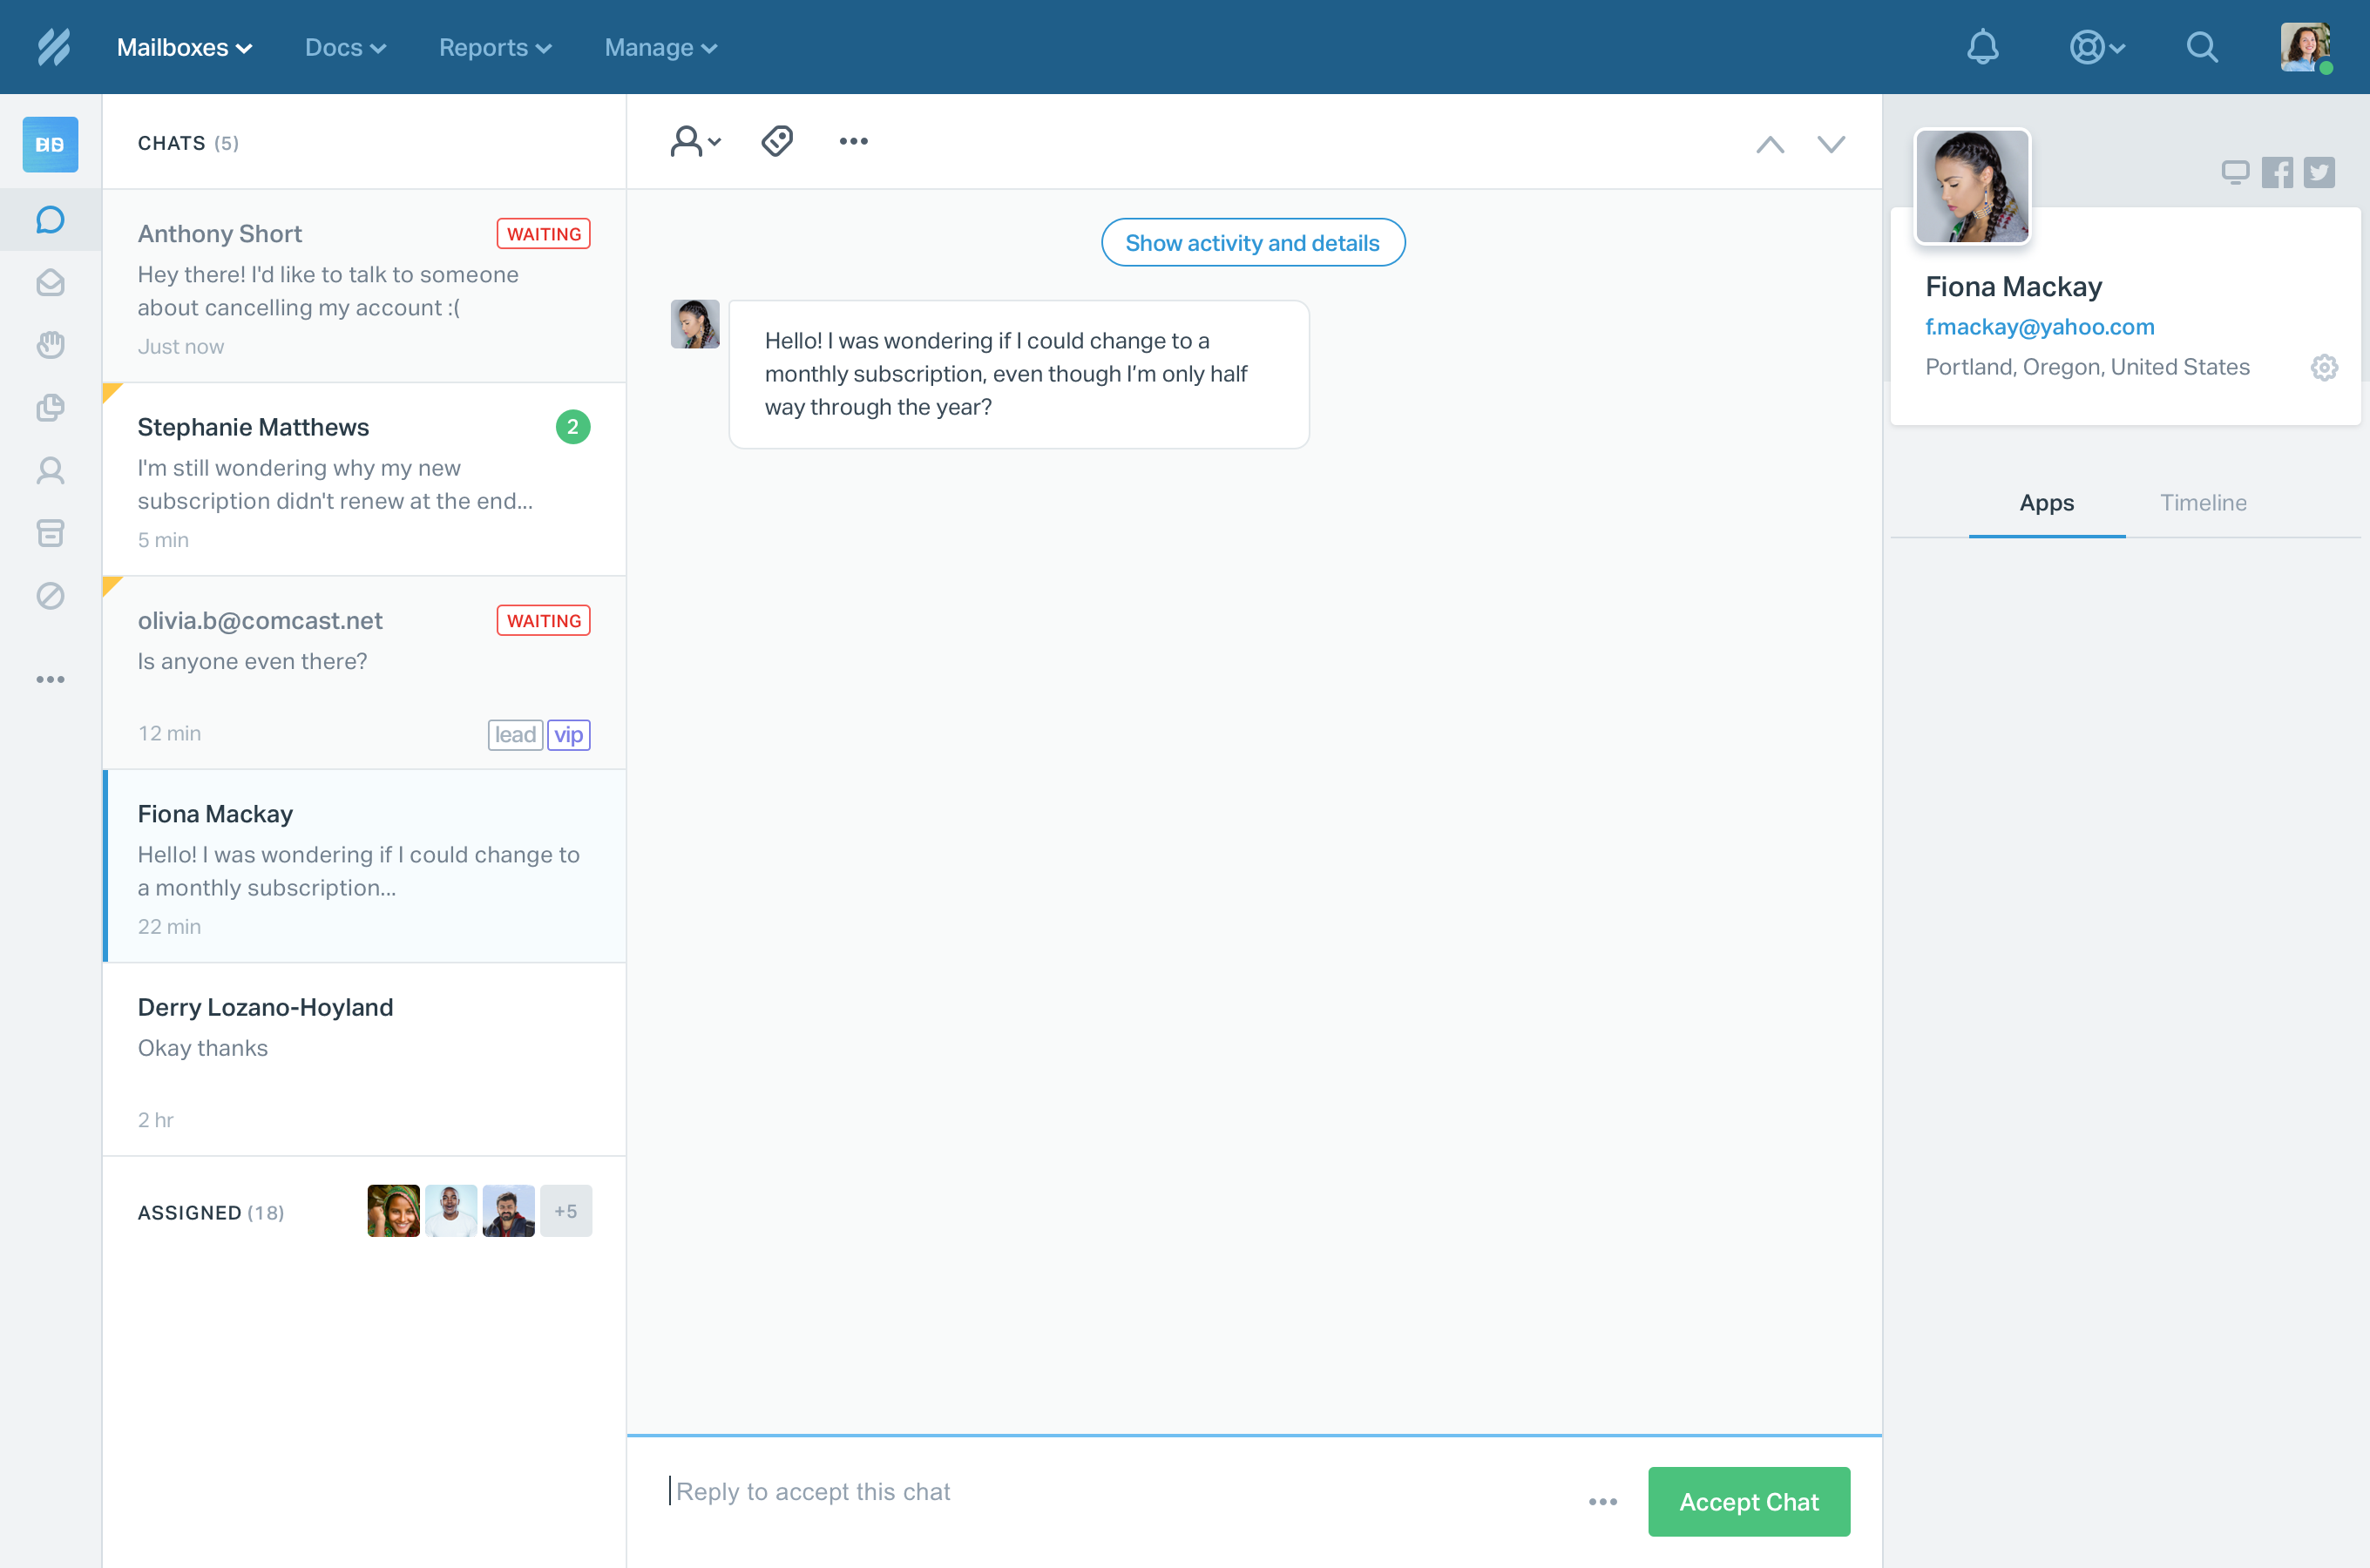 Mailboxes
Docs
Reports
Manage
CHATS (5)
Anthony Short
WAITING
Hey there! I'd like to talk to someone
about cancelling my account :(
Just now
Stephanie Matthews
2
I'm still wondering why my new
subscription didn't renew at the end...
5 min
olivia.b@comcast.net
WAITING
Is anyone even there?
12 min
lead
vip
Fiona Mackay
Hello! I was wondering if I could change to
a monthly subscription...
22 min
Derry Lozano-Hoyland
Okay thanks
2 hr
ASSIGNED (18)
+5
Show activity and details
Hello! I was wondering if I could change to a
monthly subscription, even though I’m only half
way through the year?
Reply to accept this chat
Accept Chat
Fiona Mackay
f.mackay@yahoo.com
Portland, Oregon, United States
Apps
Timeline